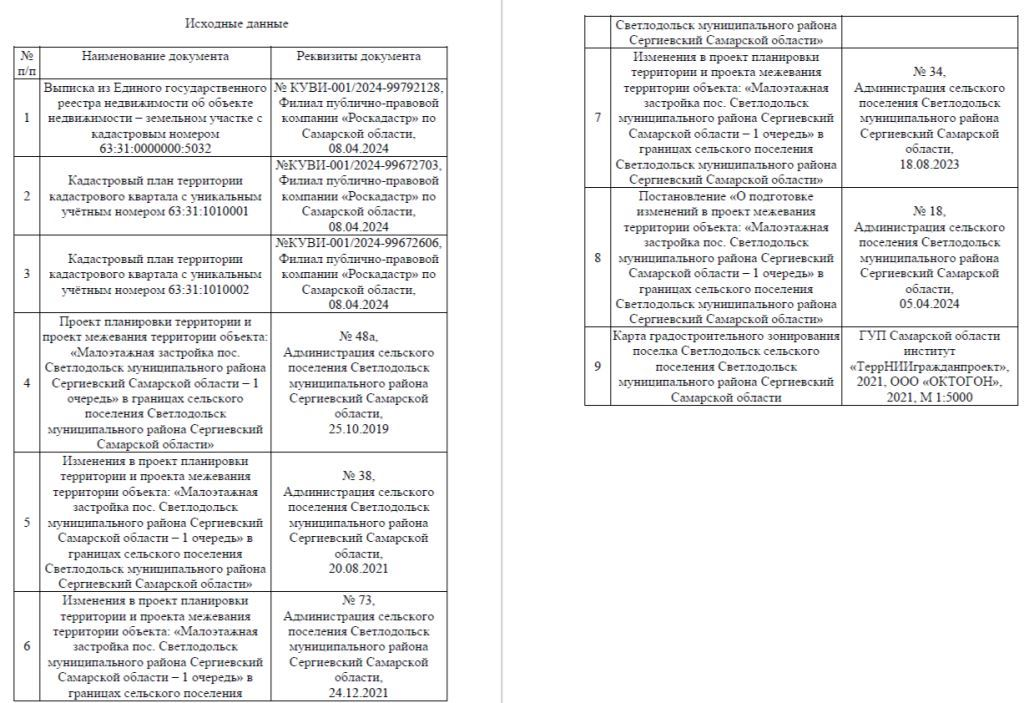 Исходные данные
№
п/п
Наименование документа
Реквизиты документа
1
Выписка из Единого государственного
реестра недвижимости об объекте
недвижимости – земельном участке с
кадастровым номером
63:31:0000000:5032
№ КУВИ-001/2024-99792128,
Филиал публично-правовой
компании «Роскадастр» по
Самарской области,
08.04.2024
2
Кадастровый план территории
кадастрового квартала с уникальным
учётным номером 63:31:1010001
№КУВИ-001/2024-99672703,
Филиал публично-правовой
компании «Роскадастр» по
Самарской области,
08.04.2024
3
Кадастровый план территории
кадастрового квартала с уникальным
учётным номером 63:31:1010002
№КУВИ-001/2024-99672606,
Филиал публично-правовой
компании «Роскадастр» по
Самарской области,
08.04.2024
4
Проект планировки территории и
проект межевания территории объекта:
«Малоэтажная застройка пос.
Светлодольск муниципального района
Сергиевский Самарской области – 1
очередь» в границах сельского
поселения Светлодольск
муниципального района Сергиевский
Самарской области»
№ 48а,
Администрация сельского
поселения Светлодольск
муниципального района
Сергиевский Самарской
области,
25.10.2019
5
Изменения в проект планировки
территории и проекта межевания
территории объекта: «Малоэтажная
застройка пос. Светлодольск
муниципального района Сергиевский
Самарской области – 1 очередь» в
границах сельского поселения
Светлодольск муниципального района
Сергиевский Самарской области»
№ 38,
Администрация сельского
поселения Светлодольск
муниципального района
Сергиевский Самарской
области,
20.08.2021
6
Изменения в проект планировки
территории и проекта межевания
территории объекта: «Малоэтажная
застройка пос. Светлодольск
муниципального района Сергиевский
Самарской области – 1 очередь» в
границах сельского поселения
№ 73,
Администрация сельского
поселения Светлодольск
муниципального района
Сергиевский Самарской
области,
24.12.2021
Светлодольск муниципального района
Сергиевский Самарской области»
7
Изменения в проект планировки
территории и проекта межевания
территории объекта: «Малоэтажная
застройка пос. Светлодольск
муниципального района Сергиевский
Самарской области – 1 очередь» в
границах сельского поселения
Светлодольск муниципального района
Сергиевский Самарской области»
№ 34,
Администрация сельского
поселения Светлодольск
муниципального района
Сергиевский Самарской
области,
18.08.2023
8
Постановление «О подготовке
изменений в проект межевания
территории объекта: «Малоэтажная
застройка пос. Светлодольск
муниципального района Сергиевский
Самарской области – 1 очередь» в
границах сельского поселения
Светлодольск муниципального района
Сергиевский Самарской области»
№ 18,
Администрация сельского
поселения Светлодольск
муниципального района
Сергиевский Самарской
области,
05.04.2024
9
Карта градостроительного зонирования
поселка Светлодольск сельского
поселения Светлодольск
муниципального района Сергиевский
Самарской области
ГУП Самарской области
институт
«ТеррНИИгражданпроект»,
2021, ООО «ОКТОГОН»,
2021, М 1:5000